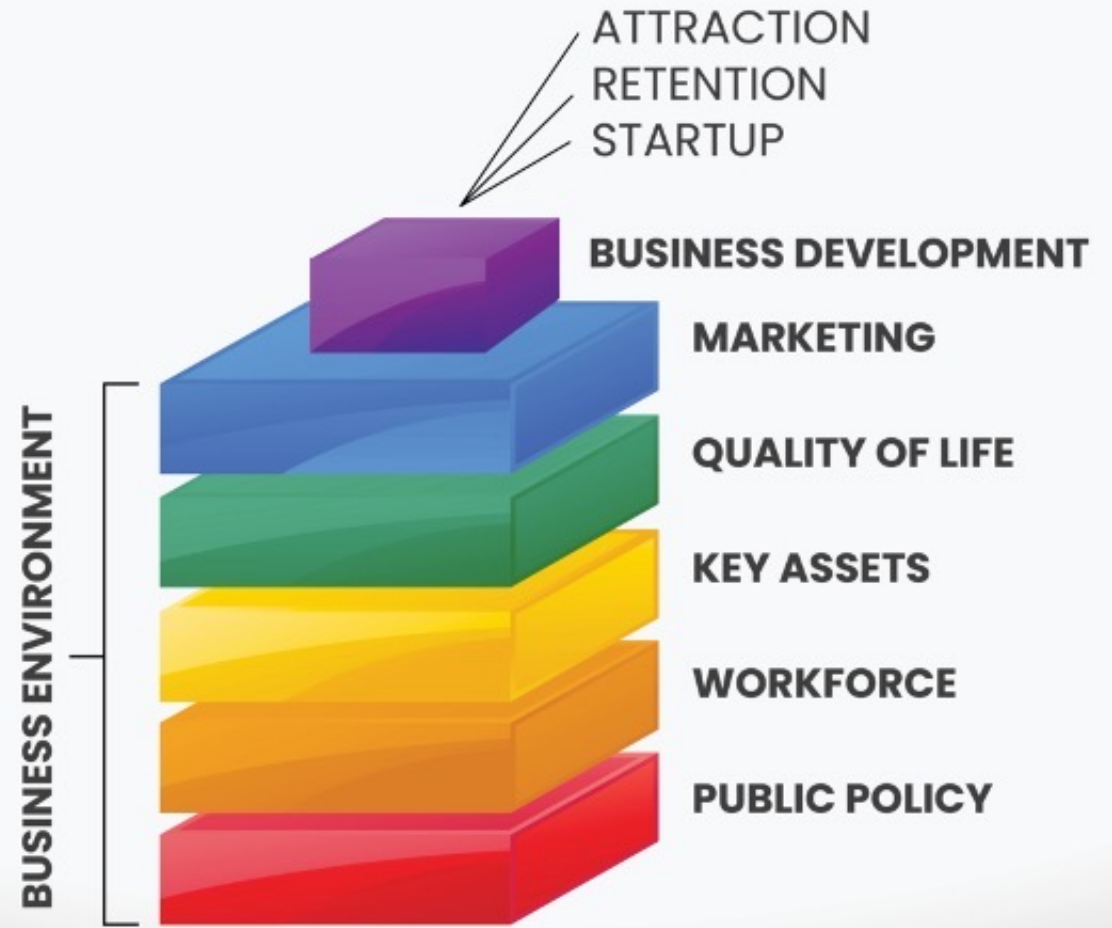 ATTRACTION
RETENTION
STARTUP
BUSINESS DEVELOPMENT
MARKETING
QUALITY OF LIFE
KEY ASSETS
WORKFORCE
PUBLIC POLICY
BUSINESS ENVIRONMENT